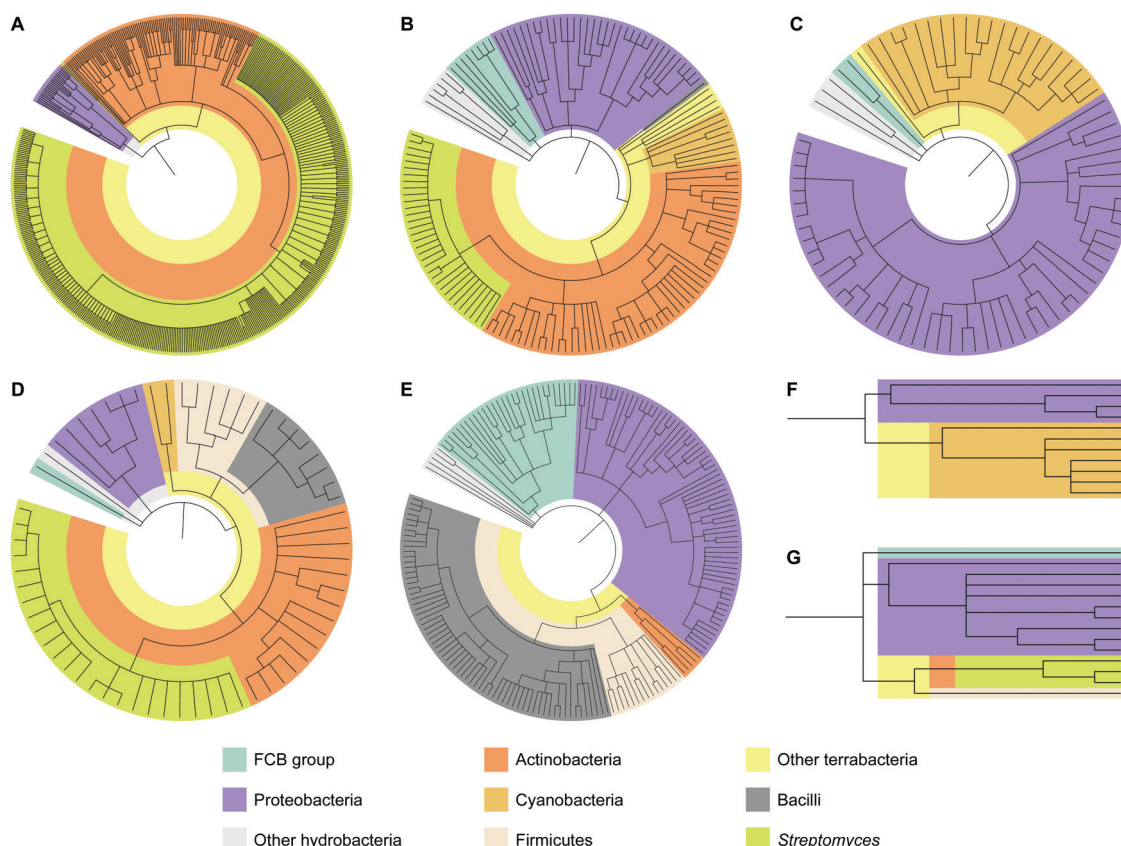 A
B
C
D
E
F
G
FCB group
Actinobacteria
Other terrabacteria
Proteobacteria
Cyanobacteria
Bacilli
Other hydrobacteria
Firmicutes
Streptomyces